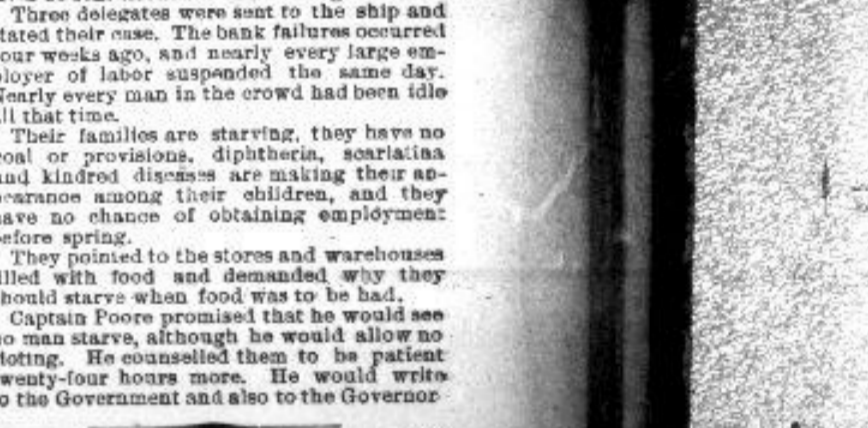 Three delegates were sent to the ship and
tated their case. The bank failures occurred
our weeks ago, and nearly every large em-
loyer of labor suspended the same day.
Nearly every man in the crowd had been idle
ll that time.
Their families are starving, they have no
coal or provisions, diphtheria, scarlatina
and kindred diseases are making their ap-
pearance among their children, and they
have no chance of obtaining employment
before spring.
They pointed to the stores and warehouses
illed with food and demanded why they
should starve when food was to be had.
Captain Poore promised that he would see
no man starve, although he would allow no
rioting. He counselled them to be patient
twenty-four hours more. He would write
o the Government and also to the Governor